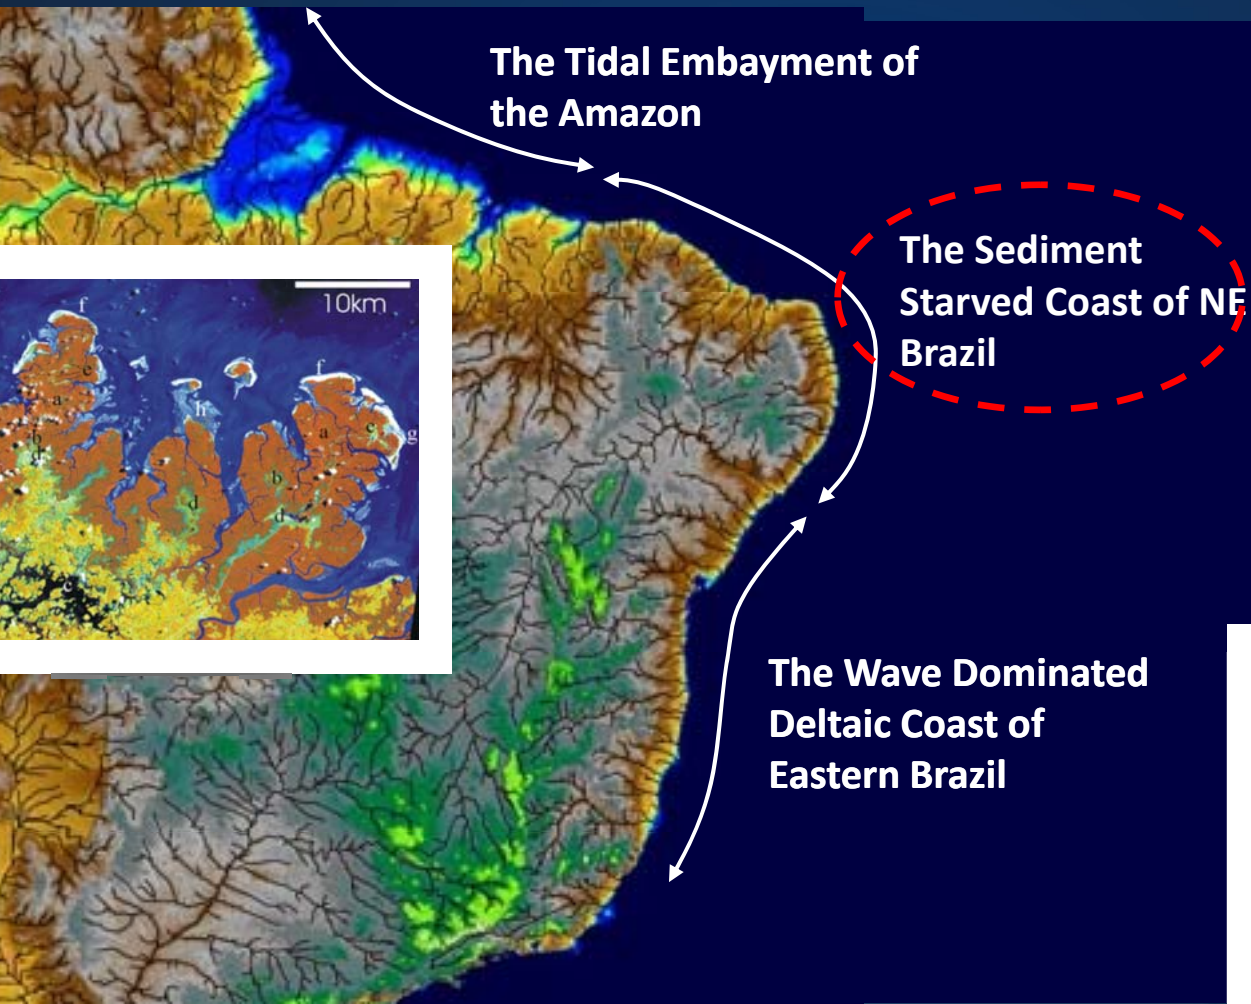 The Tidal Embayment of
the Amazon
The Sediment
Starved Coast of NE
Brazil
10km
f
e
a
b
d
f
h
a
e
g
b
d
d
c
The Wave Dominated
Deltaic Coast of
Eastern Brazil